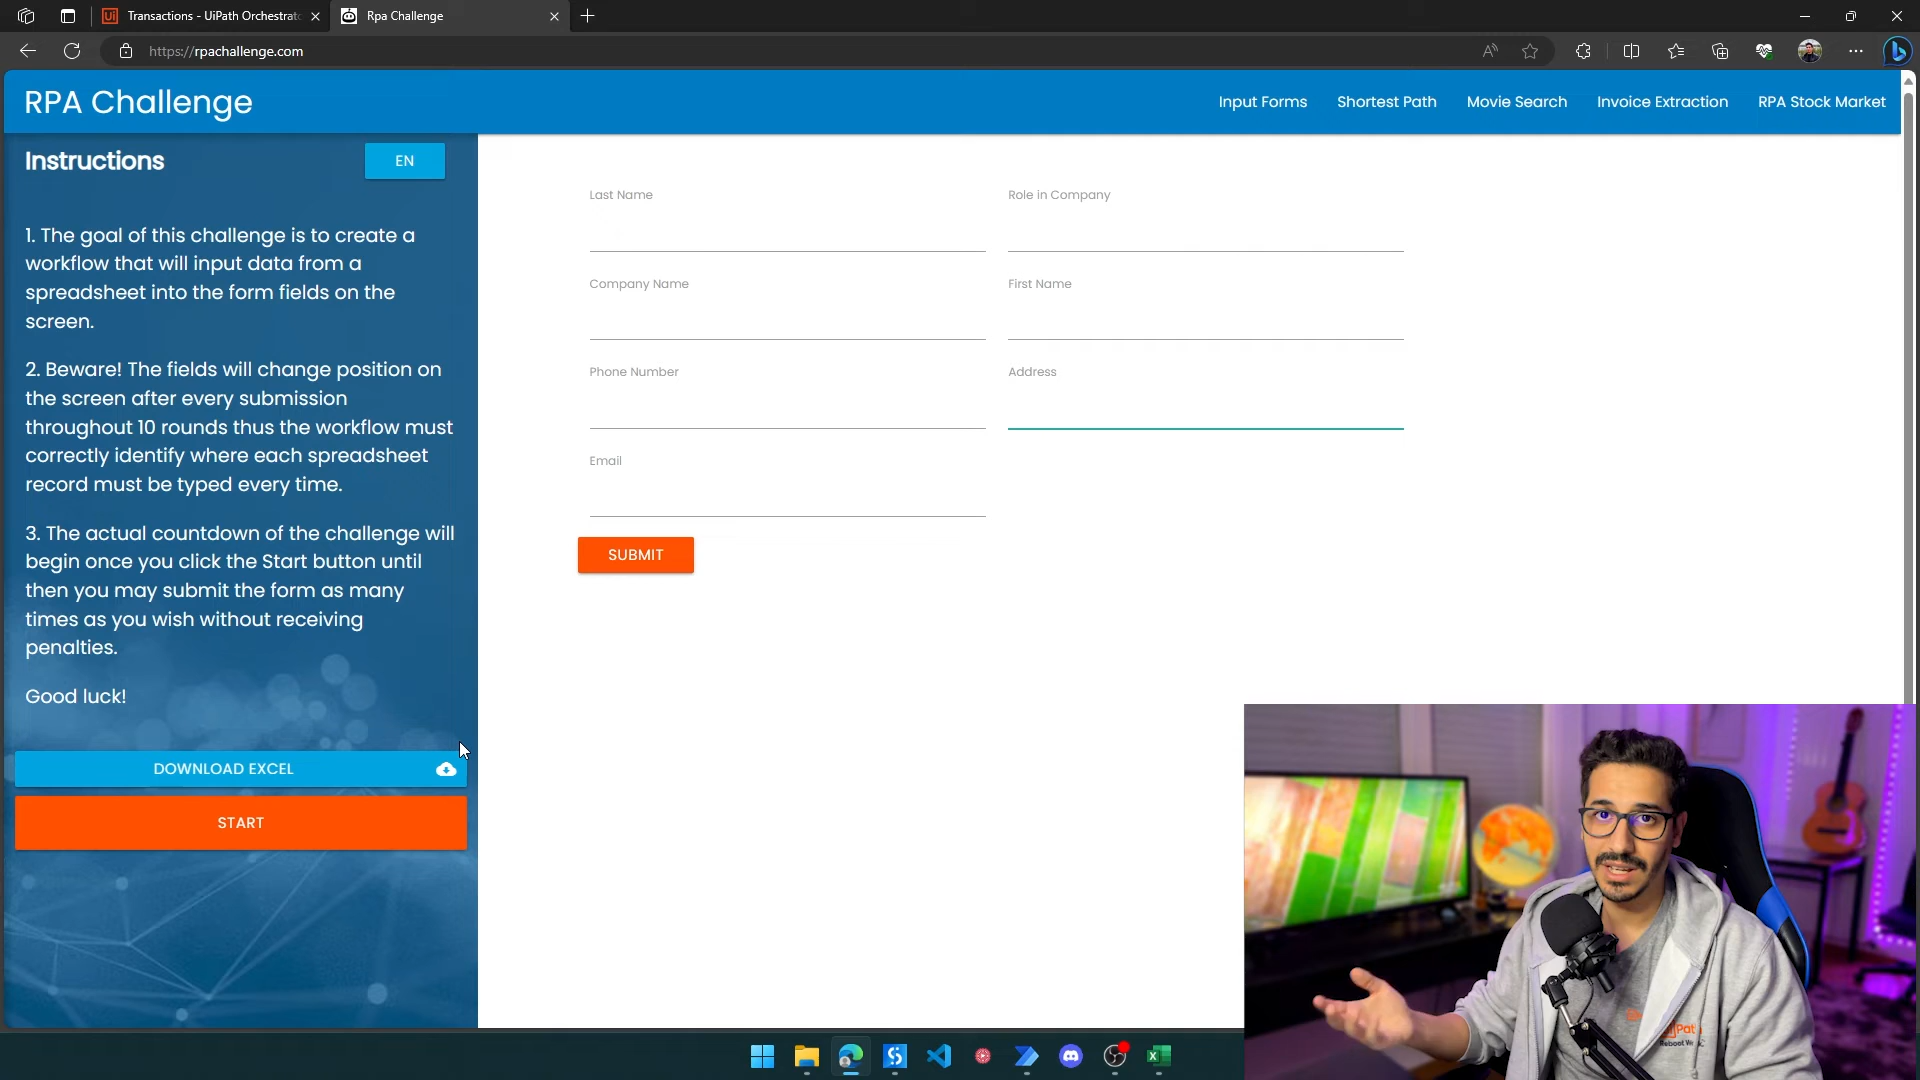 Transactions - UiPath Orchestrato
Rpa Challenge
https://rpachallenge.com
RPA Challenge
Input Forms
Shortest Path
Movie Search
Invoice Extraction
RPA Stock Market
Instructions
EN
1. The goal of this challenge is to create a
workflow that will input data from a
spreadsheet into the form fields on the
screen.
2. Beware! The fields will change position on
the screen after every submission
throughout 10 rounds thus the workflow must
correctly identify where each spreadsheet
record must be typed every time.
3. The actual countdown of the challenge will
begin once you click the Start button until
then you may submit the form as many
times as you wish without receiving
penalties.
Good luck!
DOWNLOAD EXCEL
START
Last Name
Role in Company
Company Name
First Name
Phone Number
Address
Email
SUBMIT